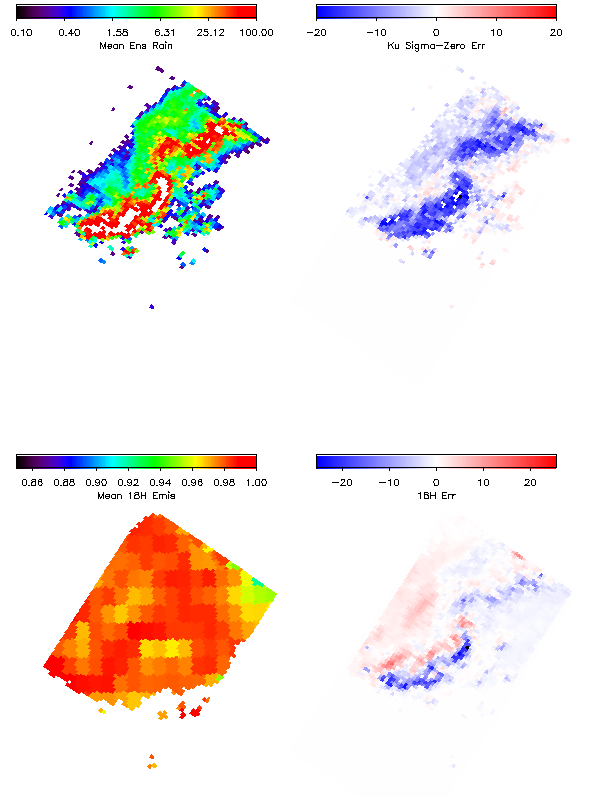 0.10 0.40 1.58 6.31 25.12 100.00
Mean Ens Rain
−20 −10 0 10 20
Ku Sigma−Zero Err
0.86 0.88 0.90 0.92 0.94 0.96 0.98 1.00
Mean 18H Emis
−20 −10 0 10 20
18H Err